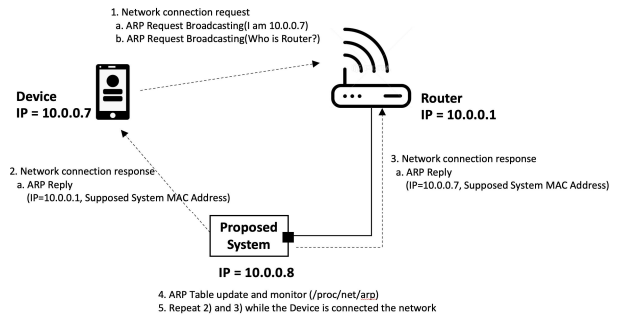 1. Network connection request
a. ARP Request Broadcasting(I am 10.0.0.7)
b. ARP Request Broadcasting(Who is Router?)
Device
IP = 10.0.0.7
Router
IP = 10.0.0.1
2. Network connection response
a. ARP Reply
(IP=10.0.0.1, Supposed System MAC Address)
3. Network connection response
a. ARP Reply
(IP=10.0.0.7, Supposed System MAC Address)
Proposed
System
IP = 10.0.0.8
4. ARP Table update and monitor (/proc/net/arp)
5. Repeat 2) and 3) while the Device is connected the network